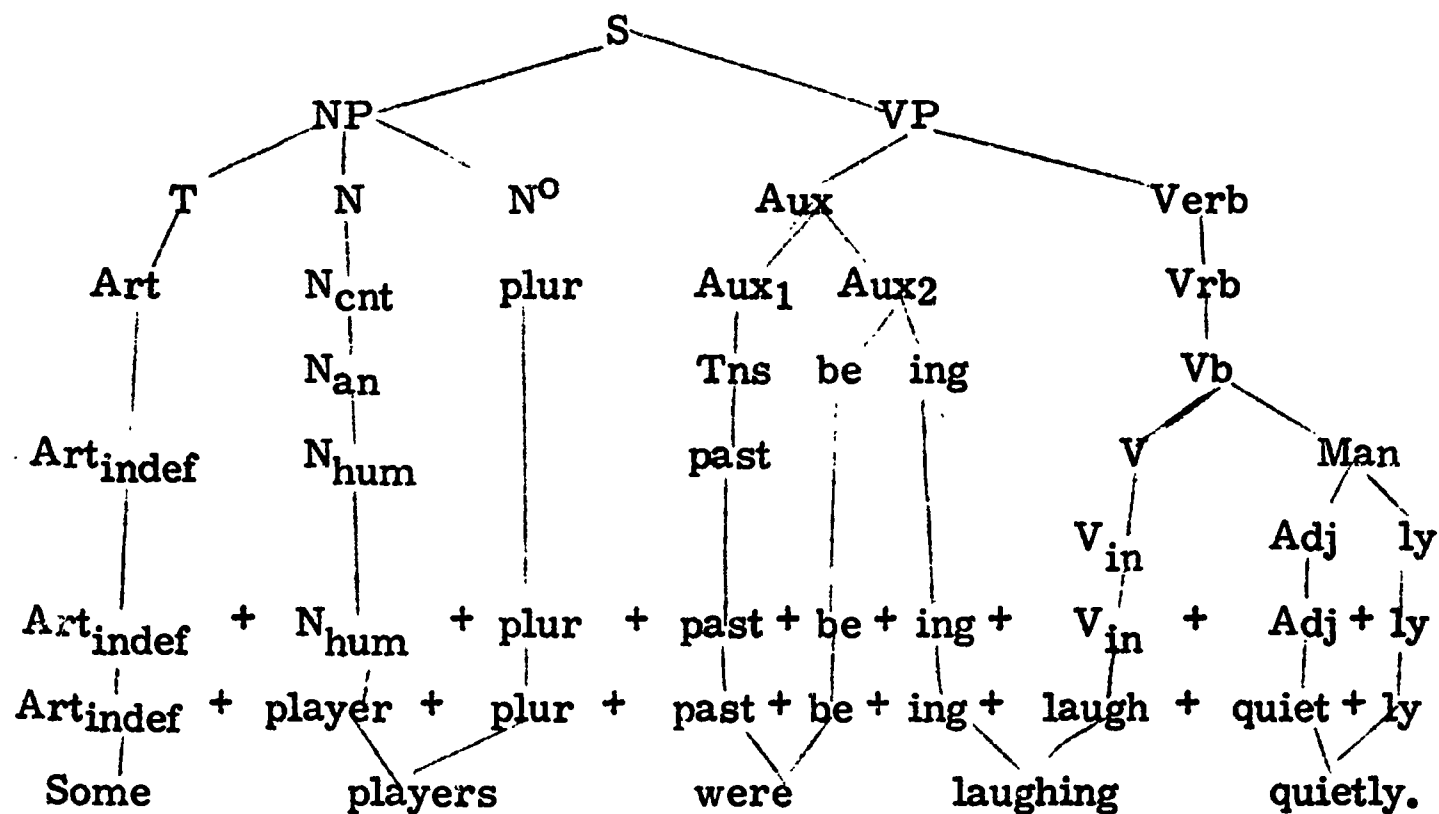 S
NP VP
T N Nº Aux Verb
Art Ncnt plur Aux1 Aux2 Vrb
Nan Tns be ing Vb
Artindef Nhum past V Man
Vin Adj ly
Artindef + Nhum + plur + past + be + ing + Vin + Adj + ly
Artindef + player + plur + past + be + ing + laugh + quiet + ly
Some players were laughing quietly.